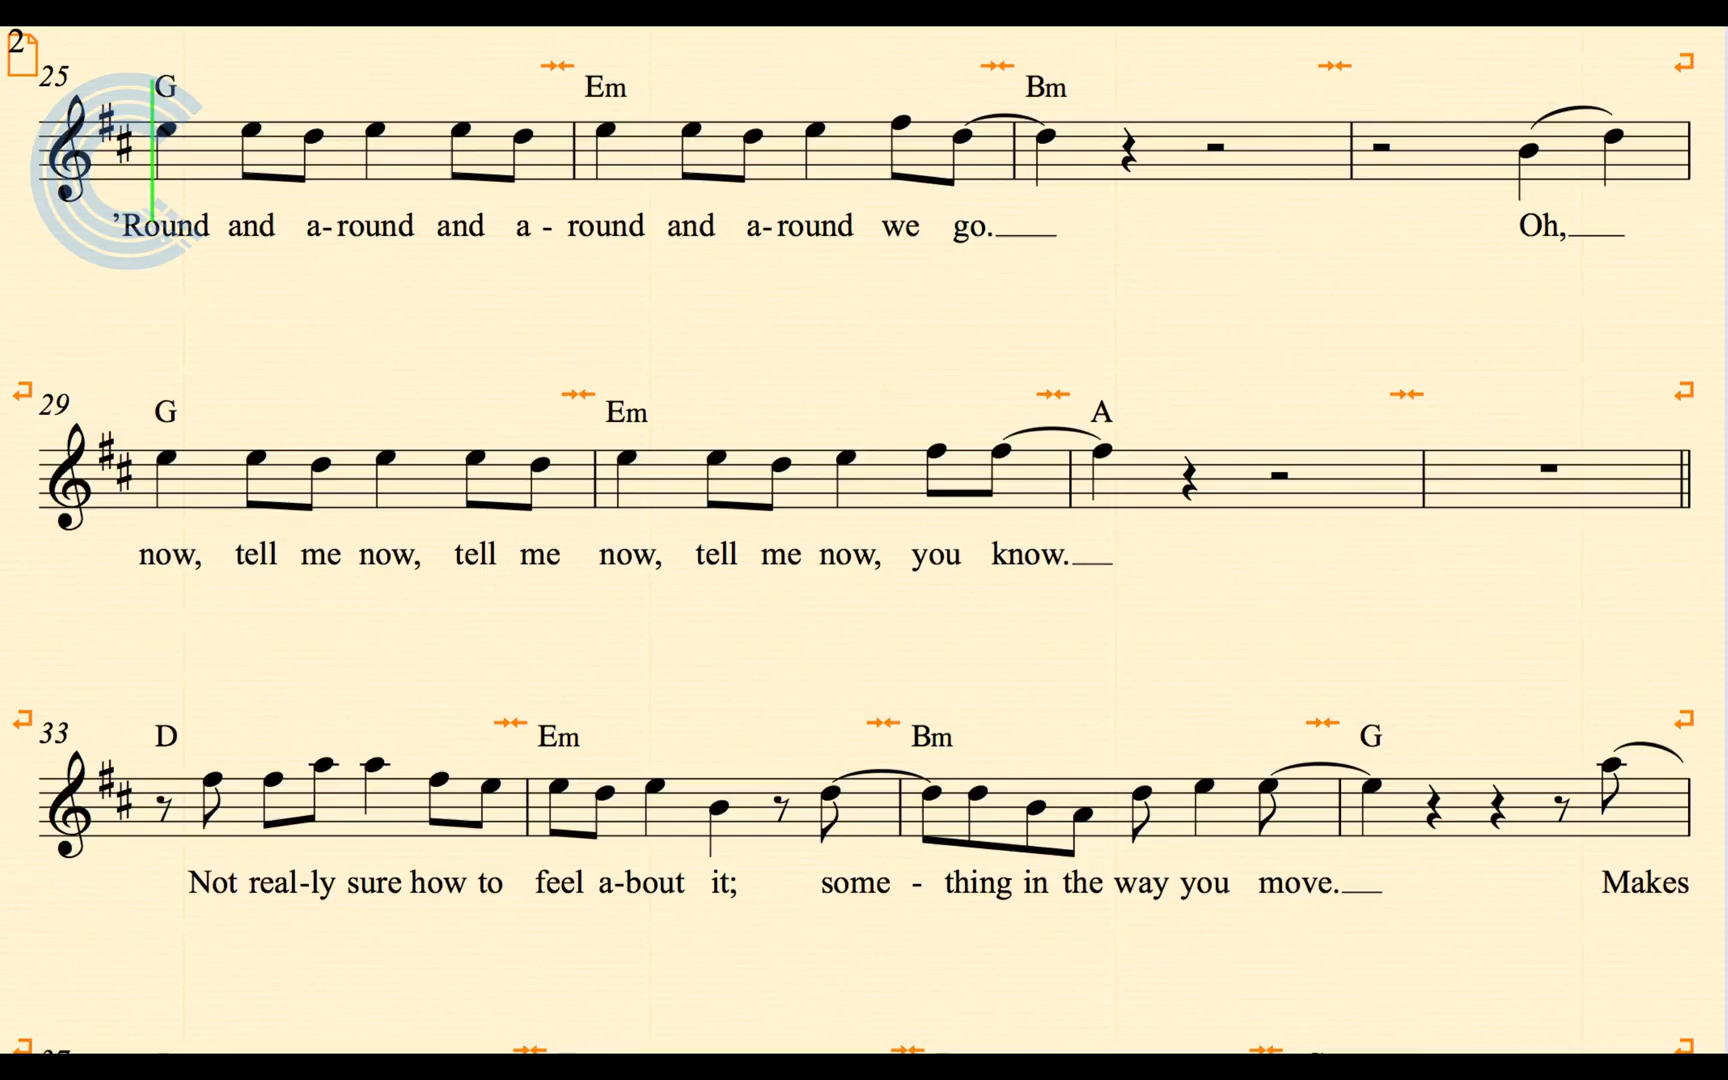 2
25
G Em Bm
’Round and a-round and a - round and a-round we go. Oh,
29
G Em A
now, tell me now, tell me now, tell me now, you know.
33
D Em Bm G
Not real-ly sure how to feel a-bout it; some - thing in the way you move. Makes